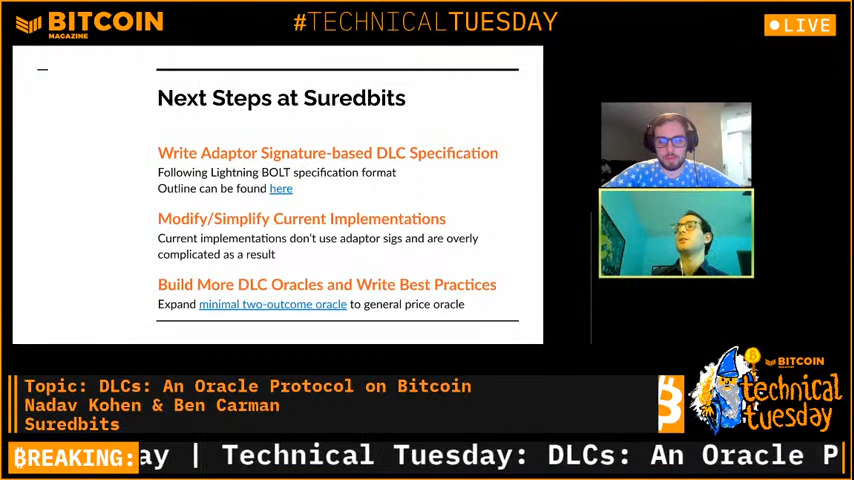 BITCOIN
MAGAZINE
#TECHNICALTUESDAY
LIVE
Next Steps at Suredbits
Write Adaptor Signature-based DLC Specification
Following Lightning BOLT specification format
Outline can be found here
Modify/Simplify Current Implementations
Current implementations don't use adaptor sigs and are overly
complicated as a result
Build More DLC Oracles and Write Best Practices
Expand minimal two-outcome oracle to general price oracle
Topic: DLCs: An Oracle Protocol on Bitcoin
Nadav Kohen & Ben Carman
Suredbits
BITCOIN
technical
tuesday
₿REAKING:
ay | Technical Tuesday: DLCs: An Oracle P